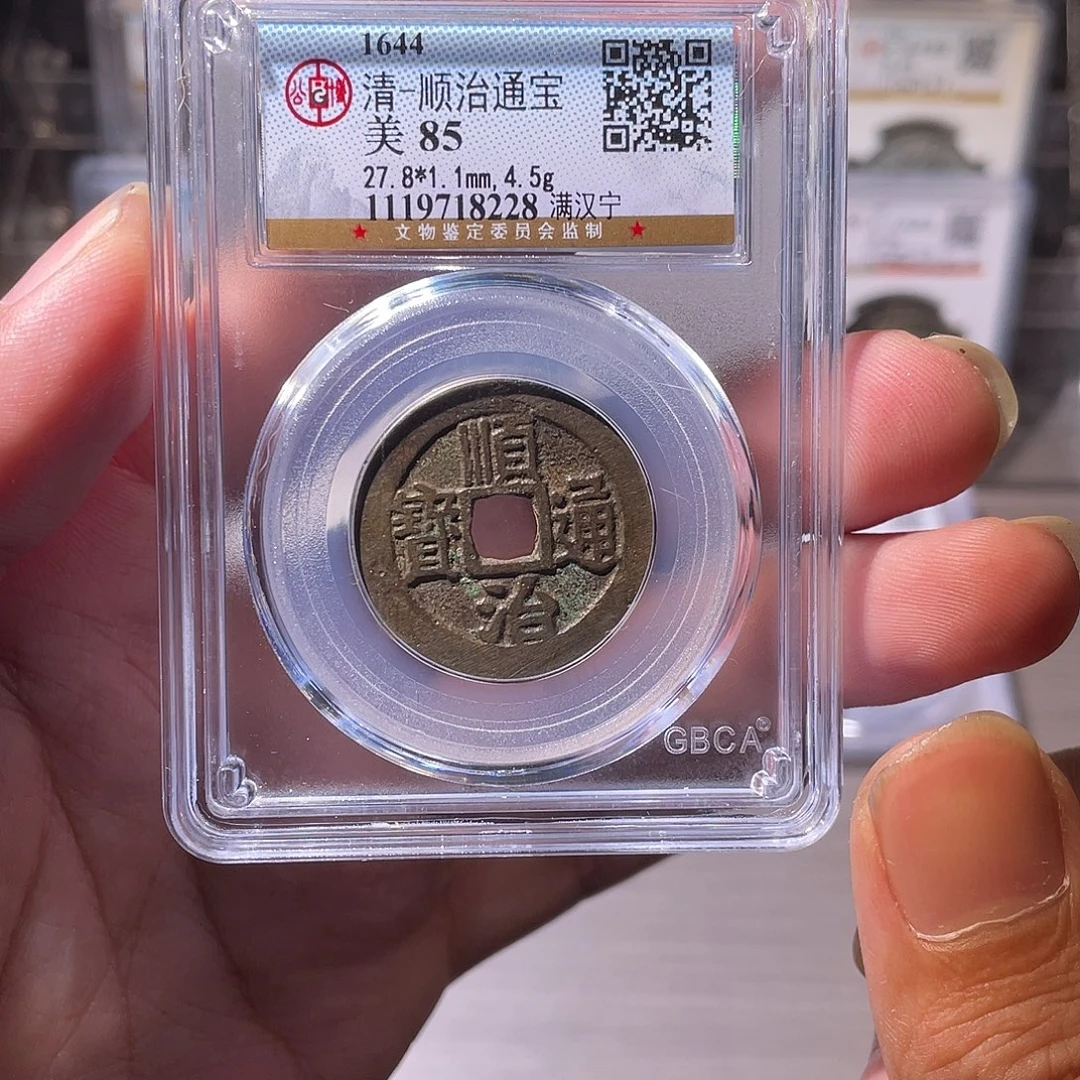 1644
清-顺治通宝
美 85
27.8*1.1mm, 4.5g
1119718228 满汉宁
★ 文物鉴定委员会监制 ★
順
寶 通
治
GBCA